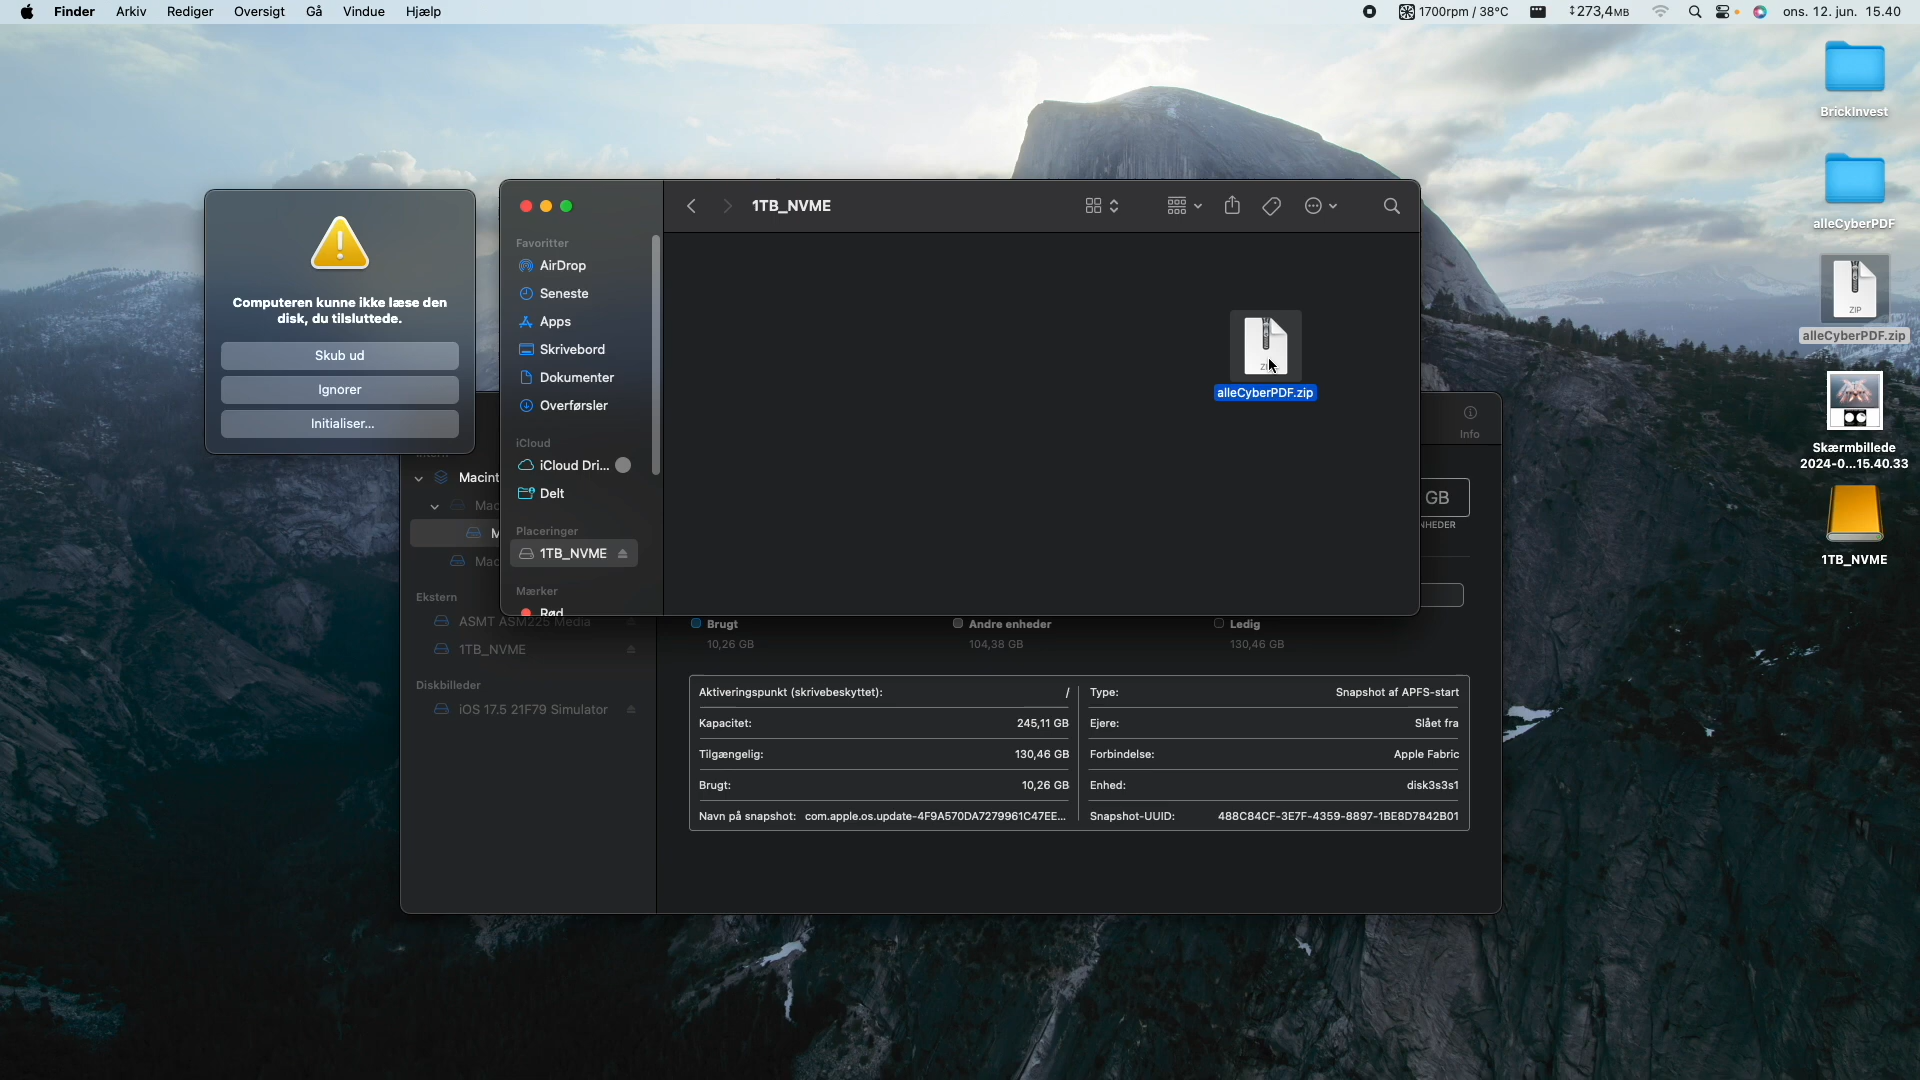 Finder Arkiv Rediger Oversigt Gå Vindue Hjælp
1700rpm / 38°C 273,4MB ons. 12. jun. 15.40
BrickInvest
alleCyberPDF
ZIP
alleCyberPDF.zip
Skærmbillede
2024-0...15.40.33
1TB_NVME
Computeren kunne ikke læse den
disk, du tilsluttede.
Skub ud
Ignorer
Initialiser...
1TB_NVME
Favoritter
AirDrop
Seneste
Apps
Skrivebord
Dokumenter
Overførsler
iCloud
iCloud Dri...
Delt
Placeringer
1TB_NVME
Mærker
Rød
alleCyberPDF.zip
Info
GB
Macint
Mac
M
Mac
Ekstern
ASMT ASM225 Media
1TB_NVME
Diskbilleder
iOS 17.5 21F79 Simulator
Brugt
10,26 GB
Andre enheder
104,38 GB
Ledig
130,46 GB
Aktiveringspunkt (skrivebeskyttet): /
Type: Snapshot af APFS-start
Kapacitet: 245,11 GB
Ejere: Slået fra
Tilgængelig: 130,46 GB
Forbindelse: Apple Fabric
Brugt: 10,26 GB
Enhed: disk3s3s1
Navn på snapshot: com.apple.os.update-4F9A570DA7279961C47EE...
Snapshot-UUID: 488C84CF-3E7F-4359-8897-1BE8D7842B01